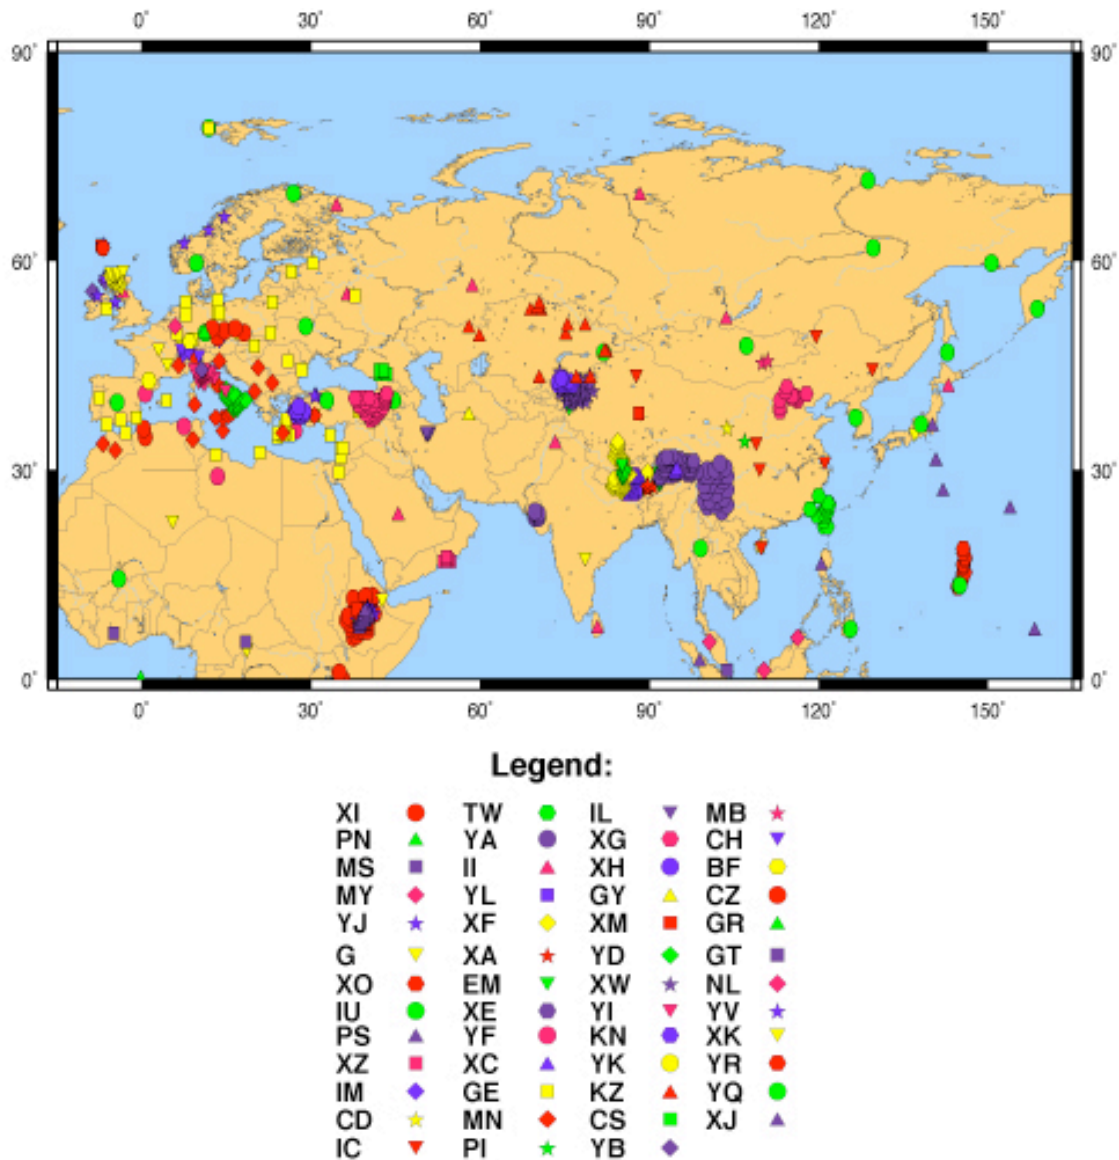 0° 30° 60° 90° 120° 150°
90° 90°
60° 60°
30° 30°
0° 0°
0° 30° 60° 90° 120° 150°
Legend:
XI TW IL MB
PN YA XG CH
MS II XH BF
MY YL GY CZ
YJ XF XM GR
G XA YD GT
XO EM XW NL
IU XE YI YV
PS YF KN XK
XZ XC YK YR
IM GE KZ YQ
CD MN CS XJ
IC PI YB